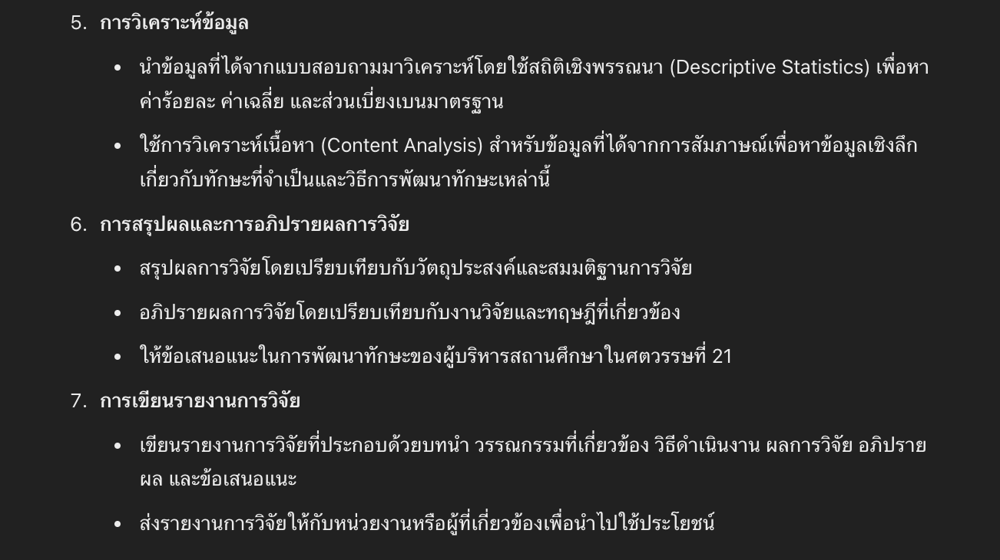 5. การวิเคราะห์ข้อมูล
• นำข้อมูลที่ได้จากแบบสอบถามมาวิเคราะห์โดยใช้สถิติเชิงพรรณนา (Descriptive Statistics) เพื่อหา
ค่าร้อยละ ค่าเฉลี่ย และส่วนเบี่ยงเบนมาตรฐาน
• ใช้การวิเคราะห์เนื้อหา (Content Analysis) สำหรับข้อมูลที่ได้จากการสัมภาษณ์เพื่อหาข้อมูลเชิงลึก
เกี่ยวกับทักษะที่จำเป็นและวิธีการพัฒนาทักษะเหล่านี้
6. การสรุปผลและการอภิปรายผลการวิจัย
• สรุปผลการวิจัยโดยเปรียบเทียบกับวัตถุประสงค์และสมมติฐานการวิจัย
• อภิปรายผลการวิจัยโดยเปรียบเทียบกับงานวิจัยและทฤษฎีที่เกี่ยวข้อง
• ให้ข้อเสนอแนะในการพัฒนาทักษะของผู้บริหารสถานศึกษาในศตวรรษที่ 21
7. การเขียนรายงานการวิจัย
• เขียนรายงานการวิจัยที่ประกอบด้วยบทนำ วรรณกรรมที่เกี่ยวข้อง วิธีดำเนินงาน ผลการวิจัย อภิปราย
ผล และข้อเสนอแนะ
• ส่งรายงานการวิจัยให้กับหน่วยงานหรือผู้ที่เกี่ยวข้องเพื่อนำไปใช้ประโยชน์